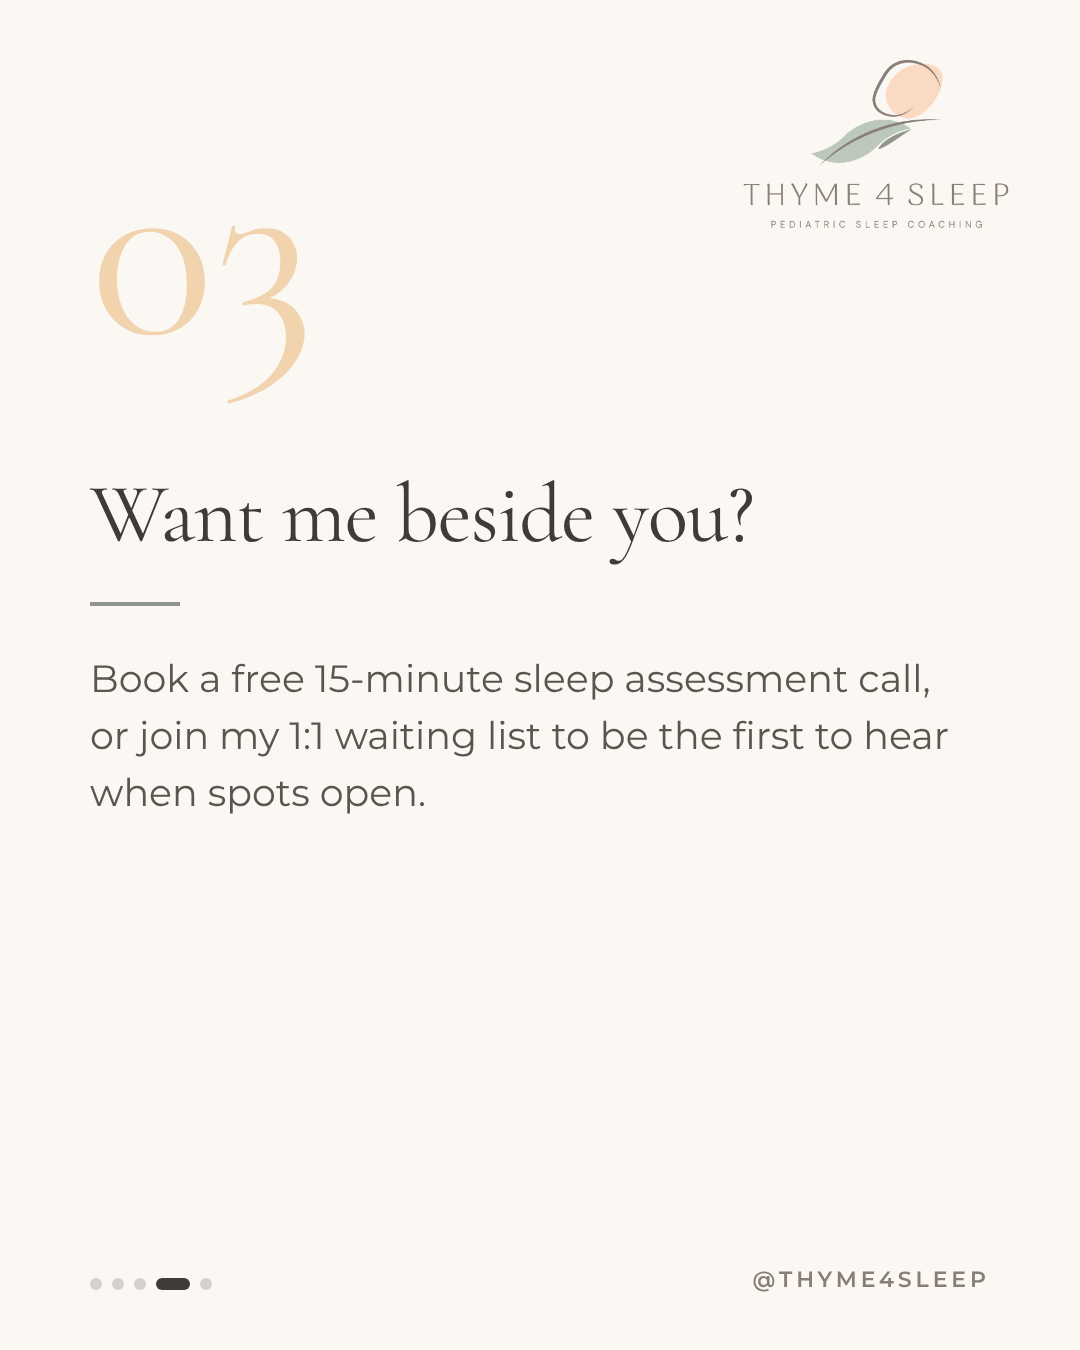 THYME 4 SLEEP
PEDIATRIC SLEEP COACHING
03
Want me beside you?
Book a free 15-minute sleep assessment call,
or join my 1:1 waiting list to be the first to hear
when spots open.
@THYME4SLEEP